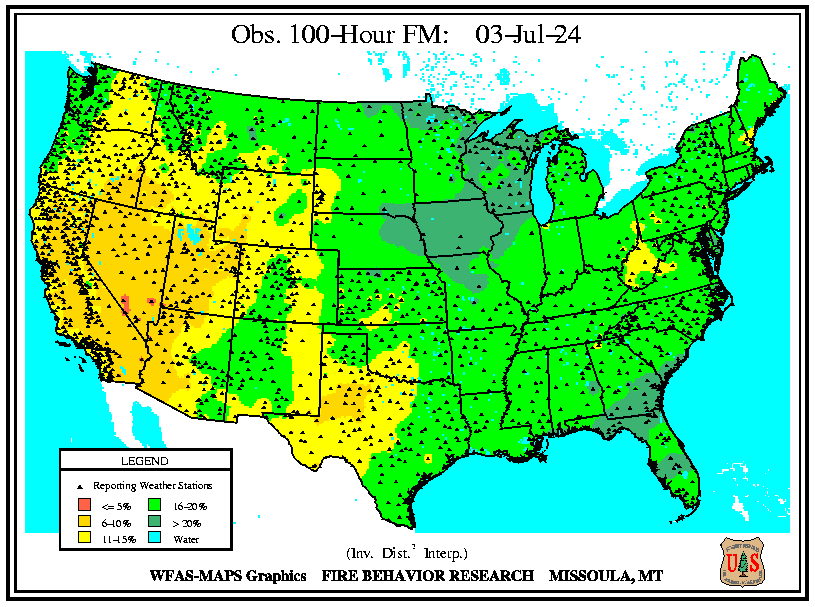 Obs. 100-Hour FM: 03-Jul-24
LEGEND
Reporting Weather Stations
<= 5%
16-20%
6-10%
> 20%
11-15%
Water
(Inv. Dist.² Interp.)
WFAS-MAPS Graphics FIRE BEHAVIOR RESEARCH MISSOULA, MT
U S